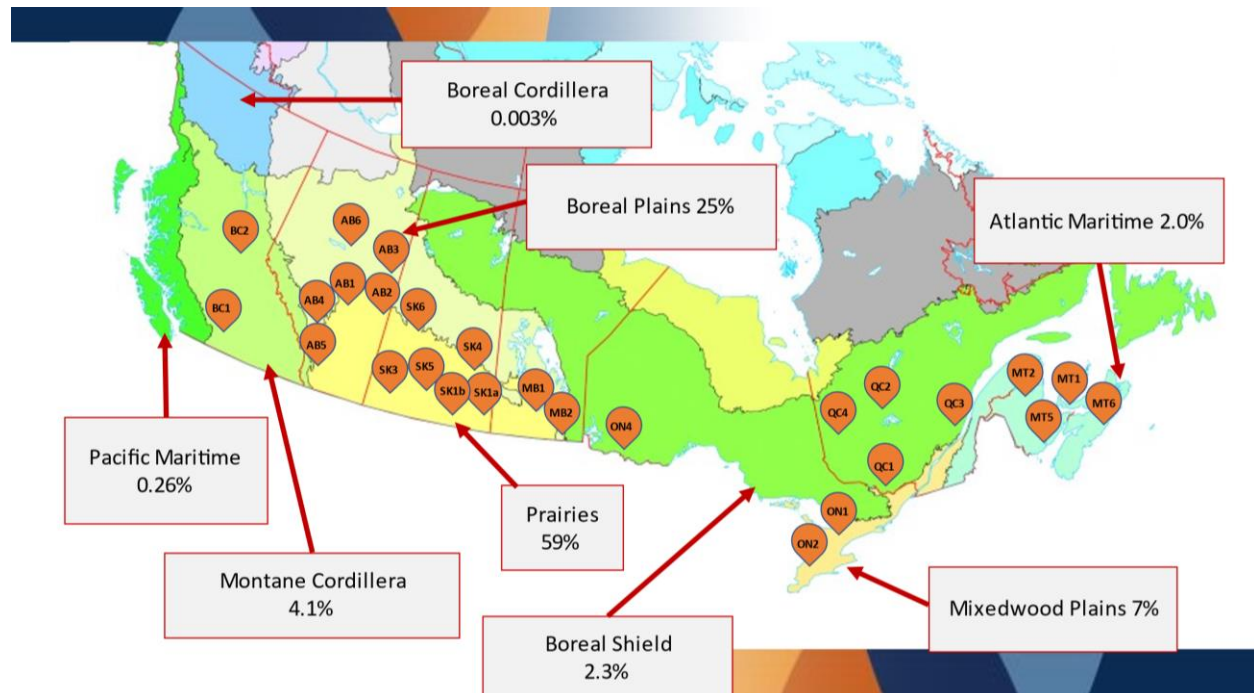 Boreal Cordillera
0.003%
Boreal Plains 25%
Atlantic Maritime 2.0%
BC2
AB6
AB3
BC1
AB4
AB1
AB2
SK6
AB5
SK3
SK5
SK4
SK1b
SK1a
MB1
MB2
ON4
QC4
QC2
QC3
QC1
MT2
MT1
MT5
MT6
ON1
ON2
Pacific Maritime
0.26%
Prairies
59%
Montane Cordillera
4.1%
Mixedwood Plains 7%
Boreal Shield
2.3%